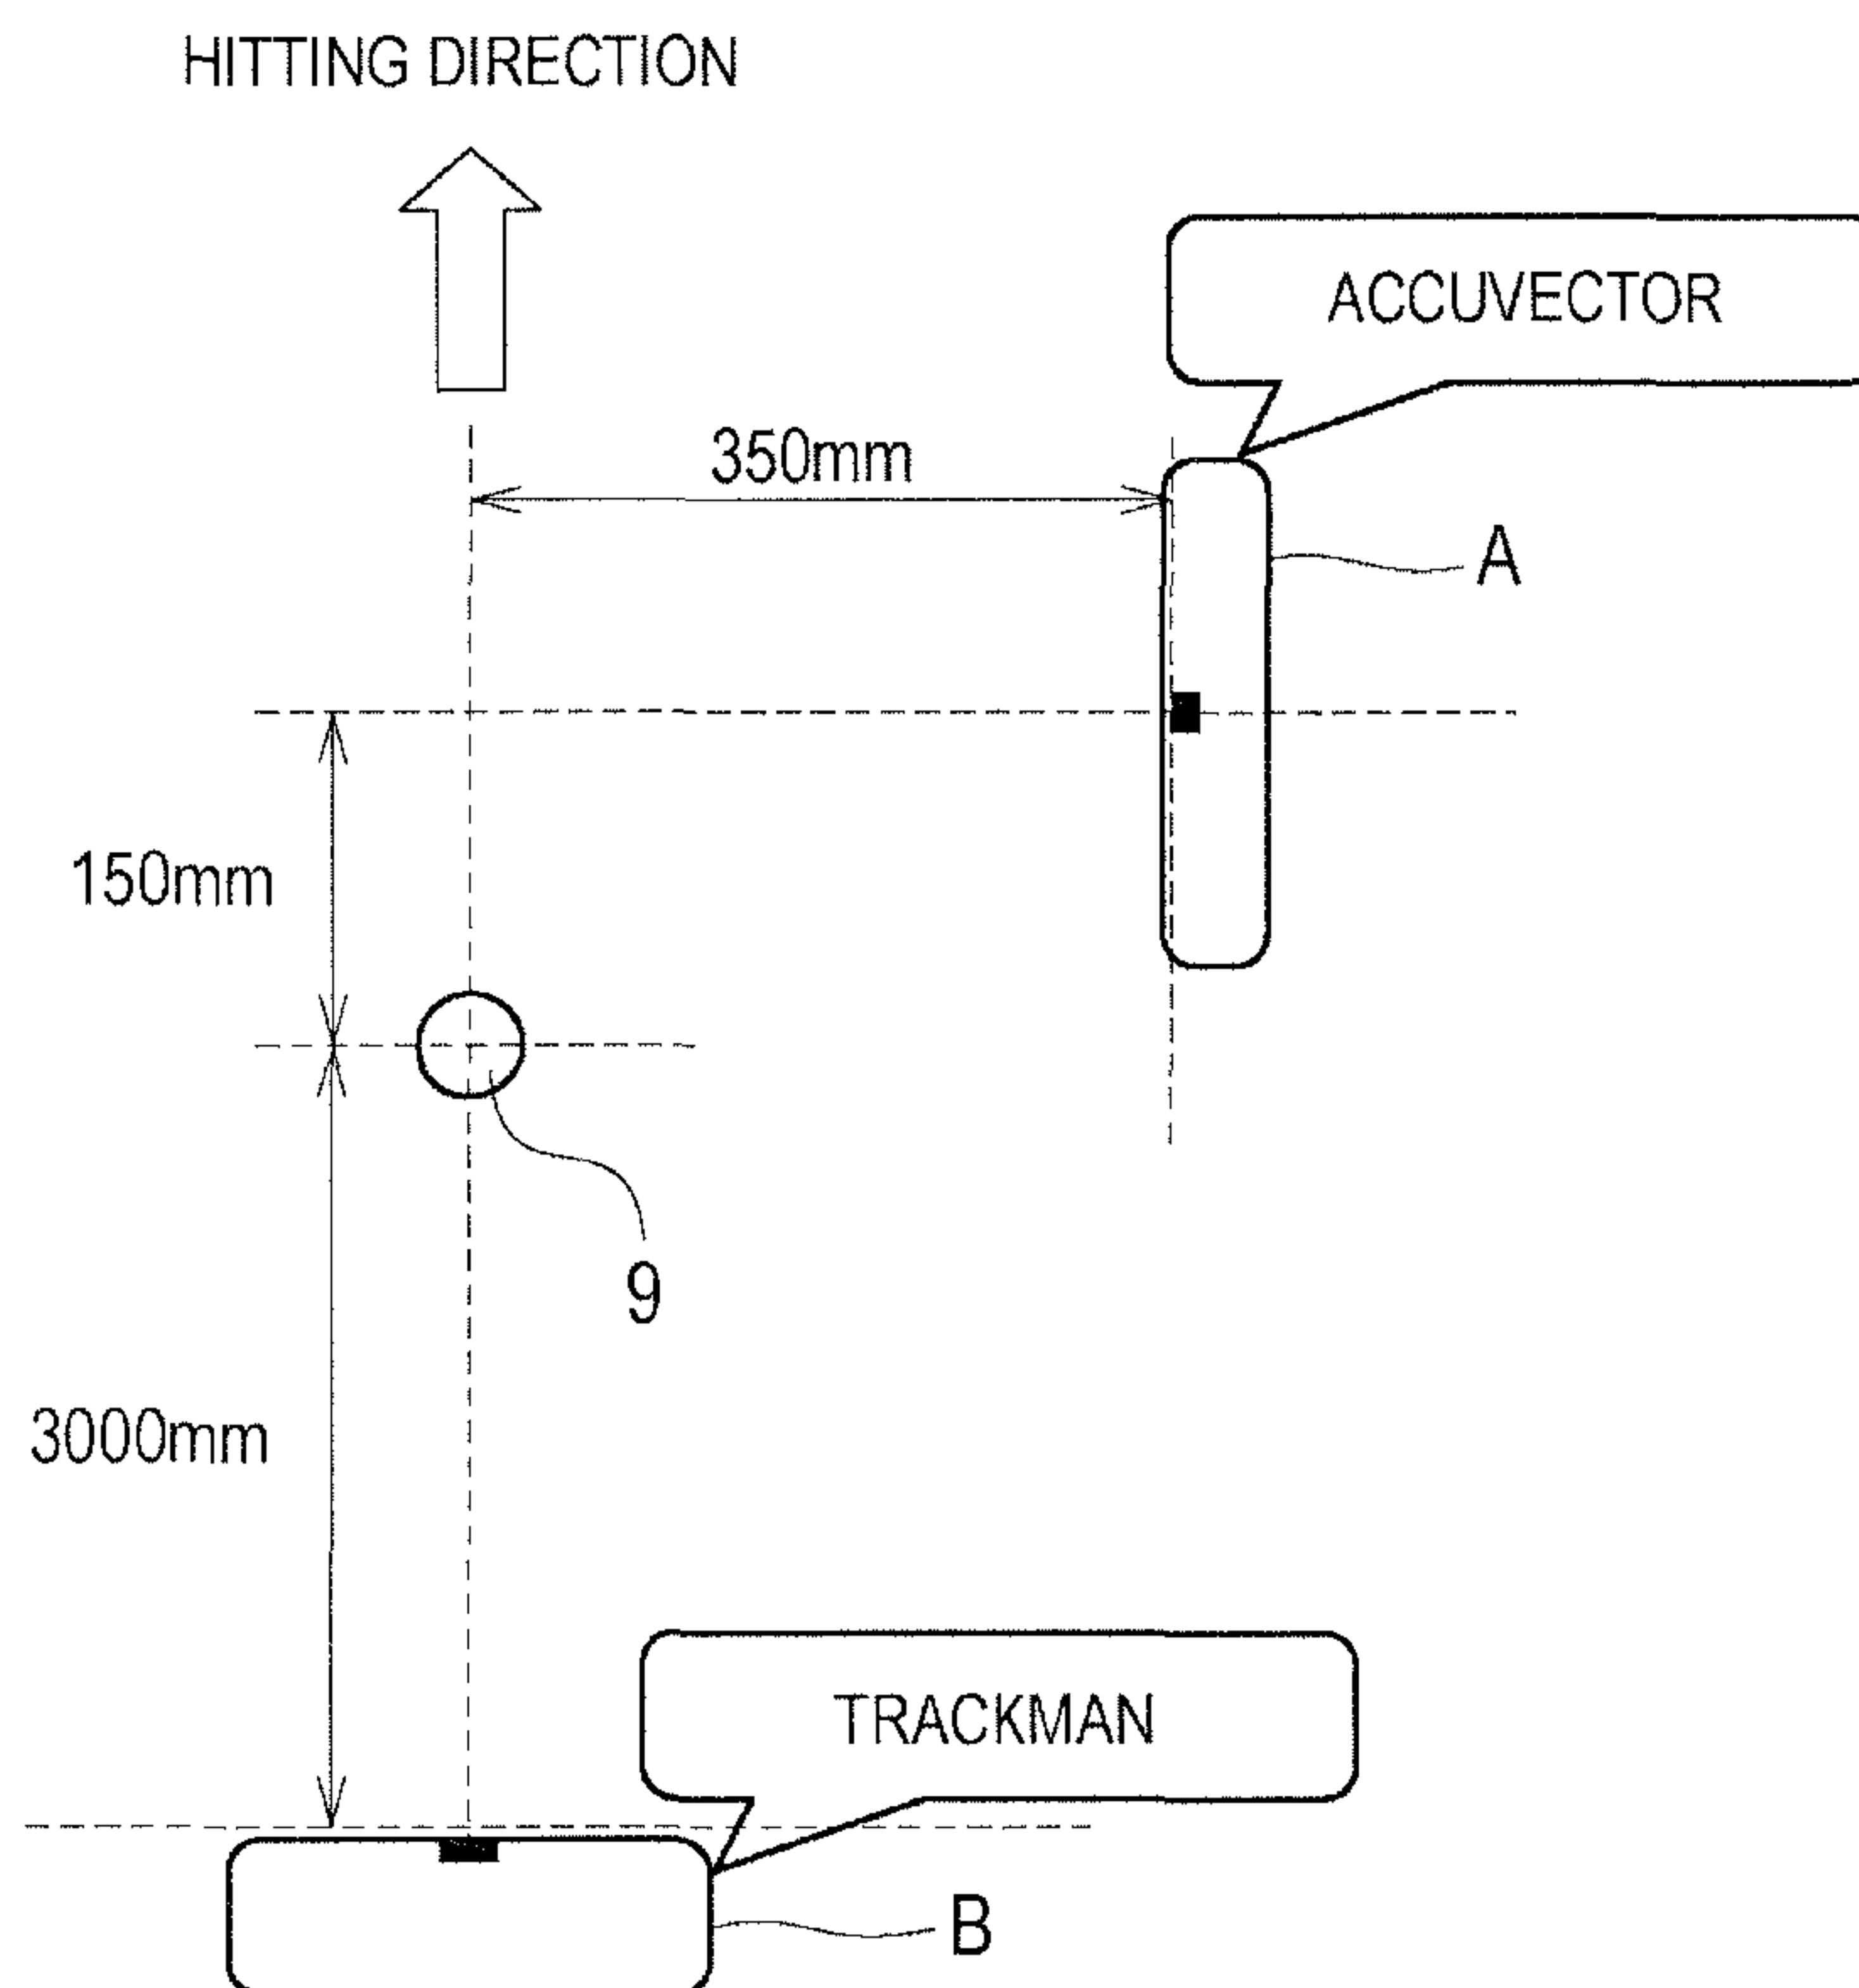 HITTING DIRECTION
ACCUVECTOR
350mm
A
150mm
9
3000mm
TRACKMAN
B